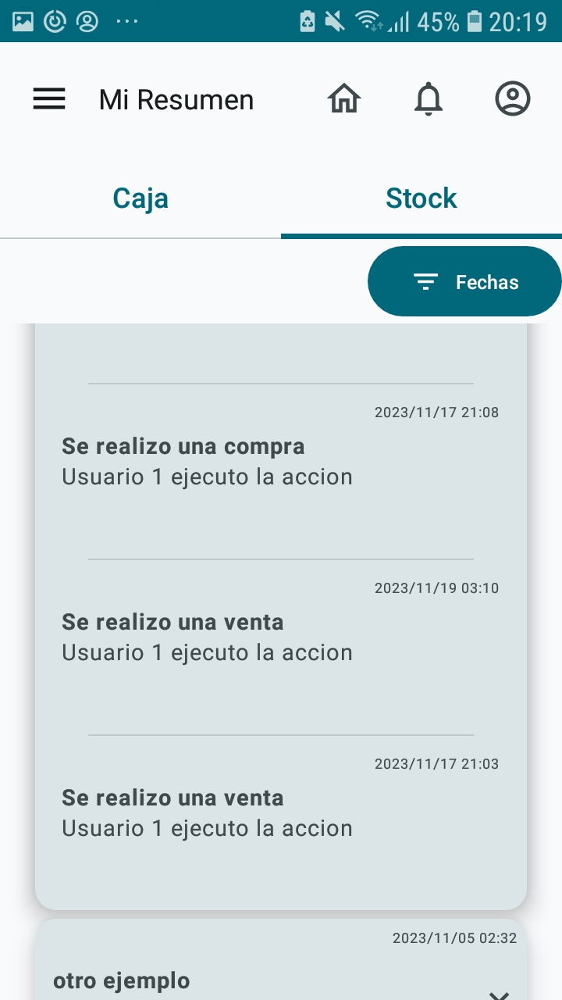 45% 20:19
Mi Resumen
Caja Stock
Fechas
2023/11/17 21:08
Se realizo una compra
Usuario 1 ejecuto la accion
2023/11/19 03:10
Se realizo una venta
Usuario 1 ejecuto la accion
2023/11/17 21:03
Se realizo una venta
Usuario 1 ejecuto la accion
2023/11/05 02:32
otro ejemplo